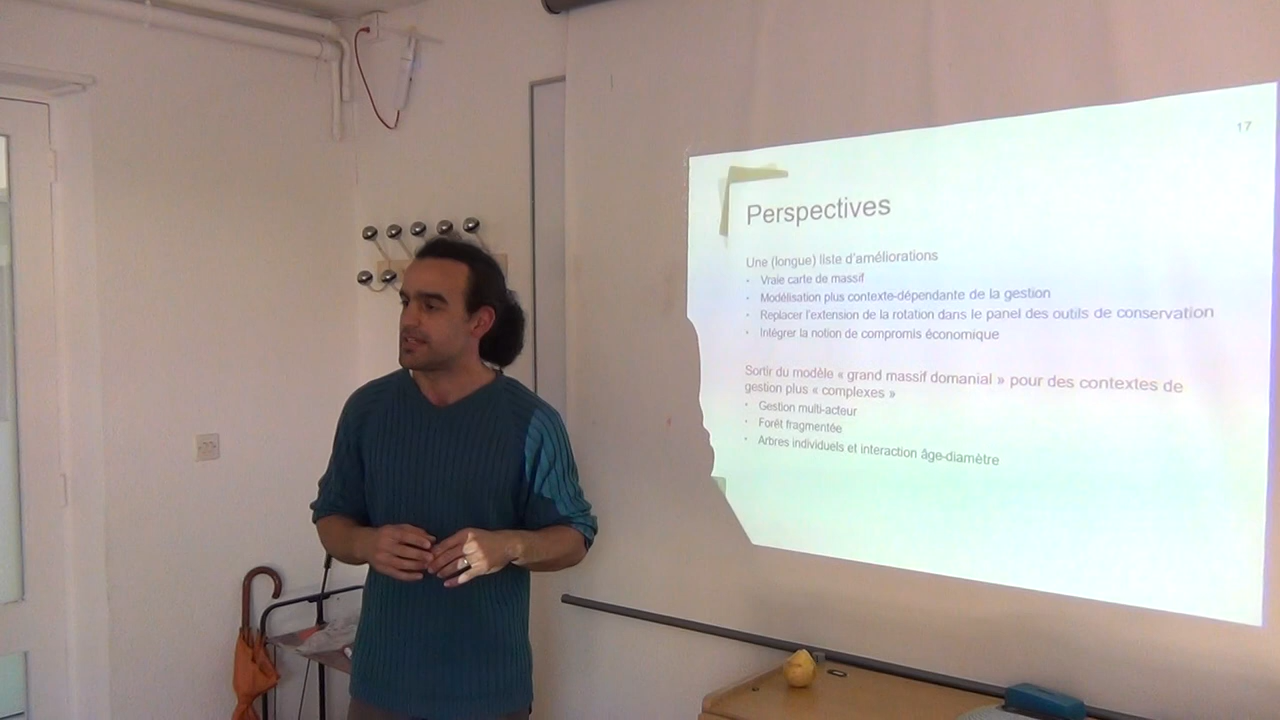 17
Perspectives
Une (longue) liste d'améliorations
• Vraie carte de massif
• Modélisation plus contexte-dépendante de la gestion
• Replacer l'extension de la rotation dans le panel des outils de conservation
• Intégrer la notion de compromis économique
Sortir du modèle « grand massif domanial » pour des contextes de
gestion plus « complexes »
• Gestion multi-acteur
• Forêt fragmentée
• Arbres individuels et interaction âge-diamètre